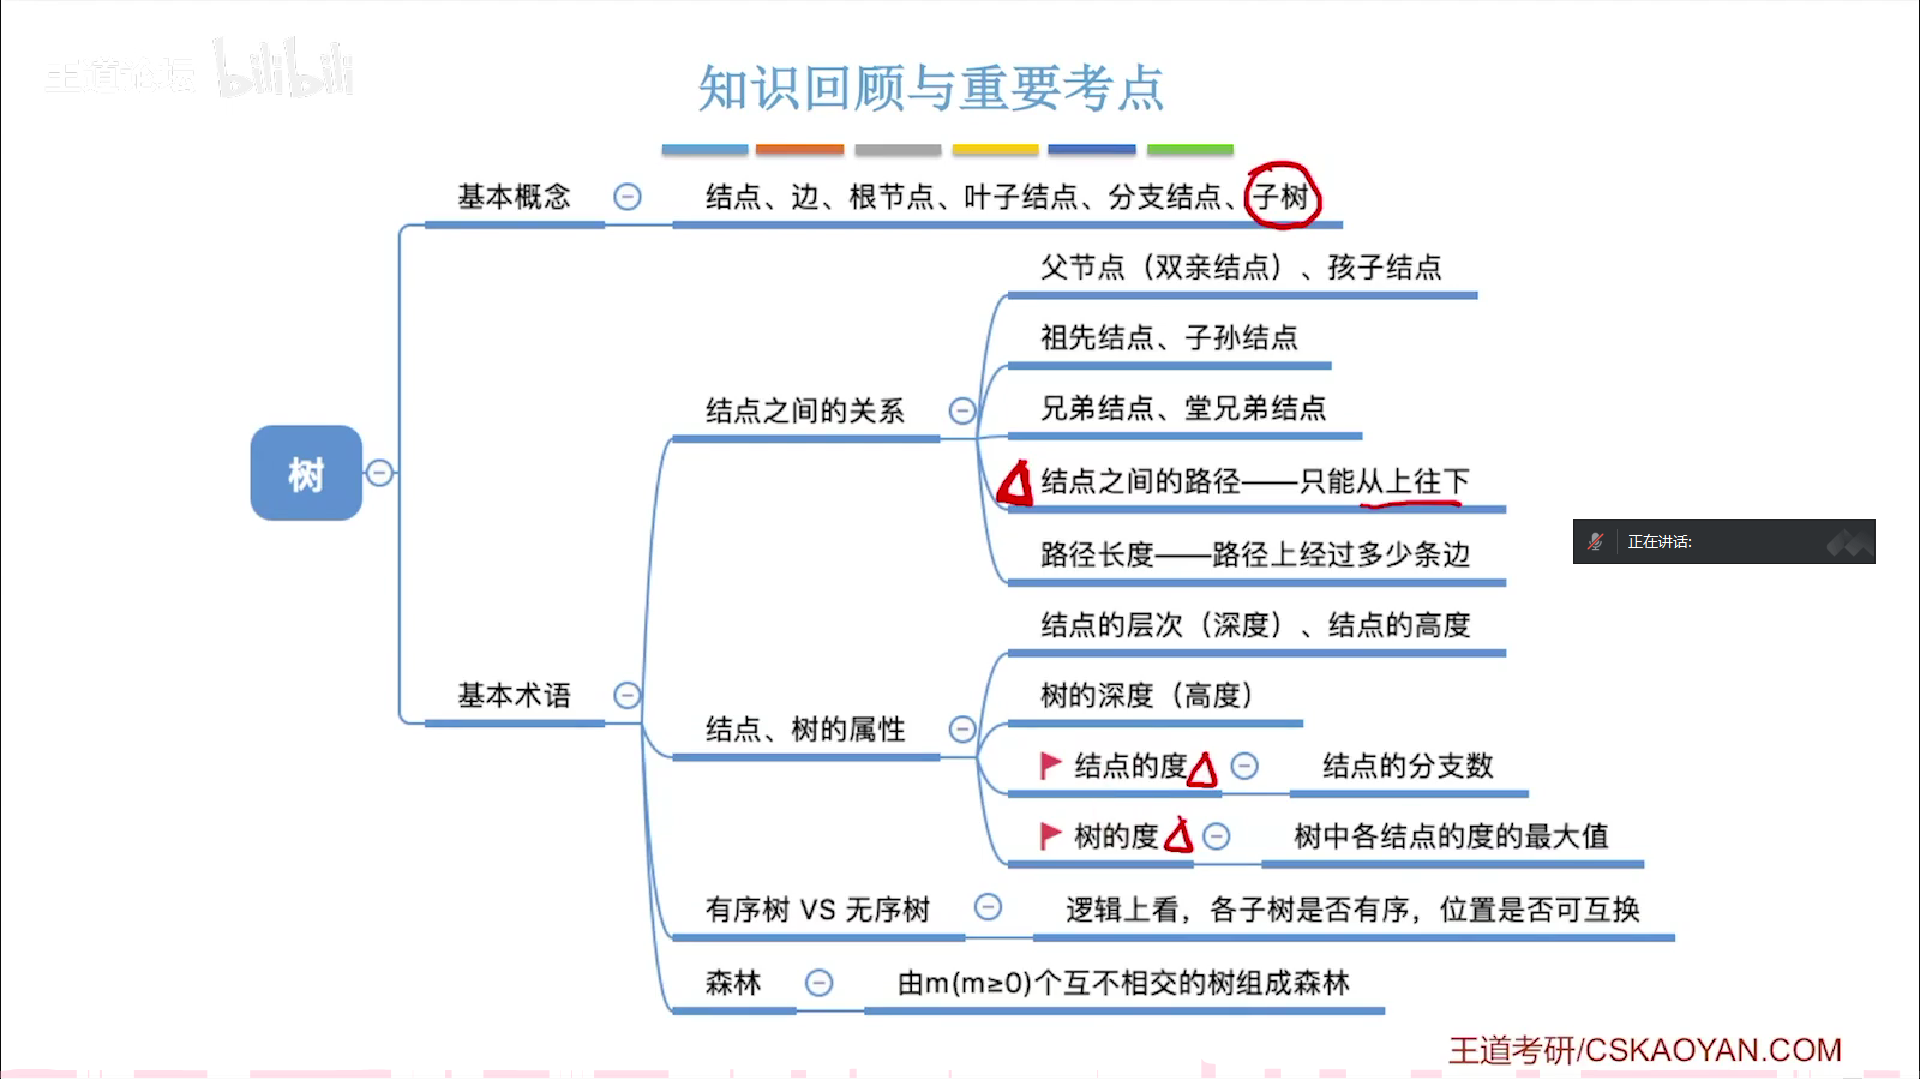 王道论坛 bilibili
知识回顾与重要考点
基本概念
结点、边、根节点、叶子结点、分支结点、子树
父节点（双亲结点）、孩子结点
祖先结点、子孙结点
结点之间的关系
兄弟结点、堂兄弟结点
树
结点之间的路径——只能从上往下
正在讲话:
路径长度——路径上经过多少条边
结点的层次（深度）、结点的高度
基本术语
树的深度（高度）
结点、树的属性
结点的度
结点的分支数
树的度
树中各结点的度的最大值
有序树 VS 无序树
逻辑上看，各子树是否有序，位置是否可互换
森林
由m(m≥0)个互不相交的树组成森林
王道考研/CSKAOYAN.COM